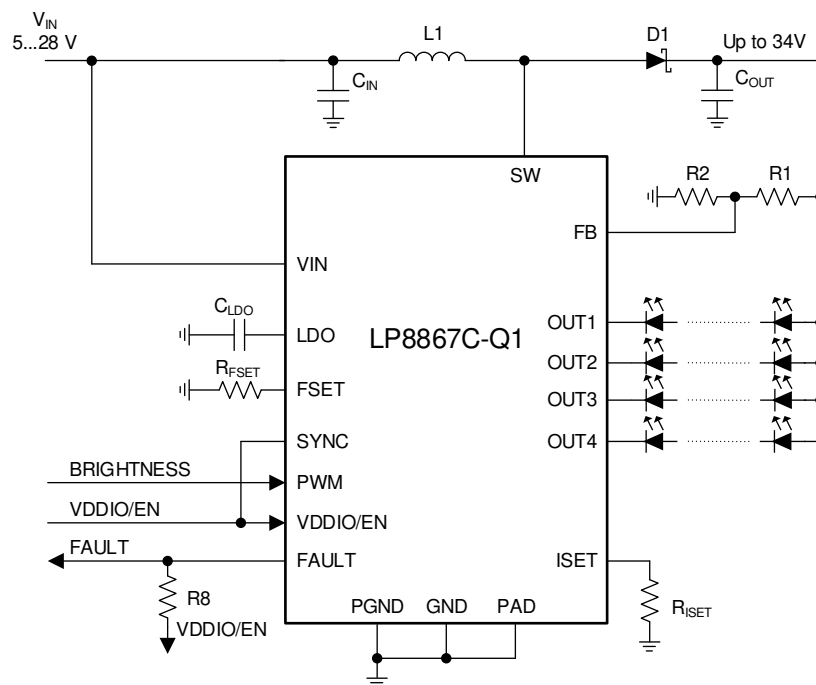 VIN
5...28 V
L1
D1
Up to 34V
CIN
COUT
SW
R2
R1
FB
VIN
CLDO
LDO
LP8867C-Q1
OUT1
RFSET
FSET
OUT2
OUT3
SYNC
OUT4
BRIGHTNESS
PWM
VDDIO/EN
VDDIO/EN
FAULT
FAULT
ISET
R8
VDDIO/EN
PGND
GND
PAD
RISET